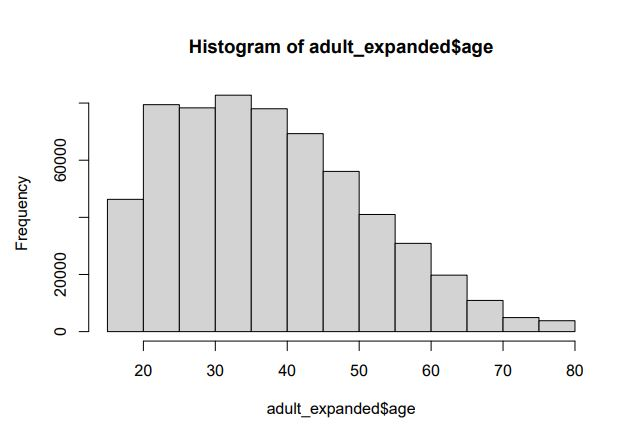 Histogram of adult_expanded$age
Frequency
60000
20000
0
20 30 40 50 60 70 80
adult_expanded$age